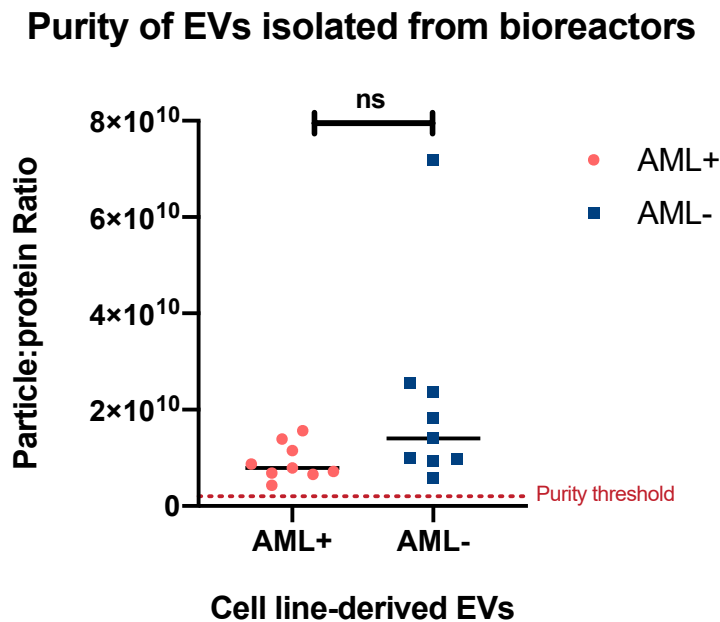 Purity of EVs isolated from bioreactors
ns
AML+
AML-
Particle:protein Ratio
8×10¹⁰
6×10¹⁰
4×10¹⁰
2×10¹⁰
0
Purity threshold
AML+ AML-
Cell line-derived EVs